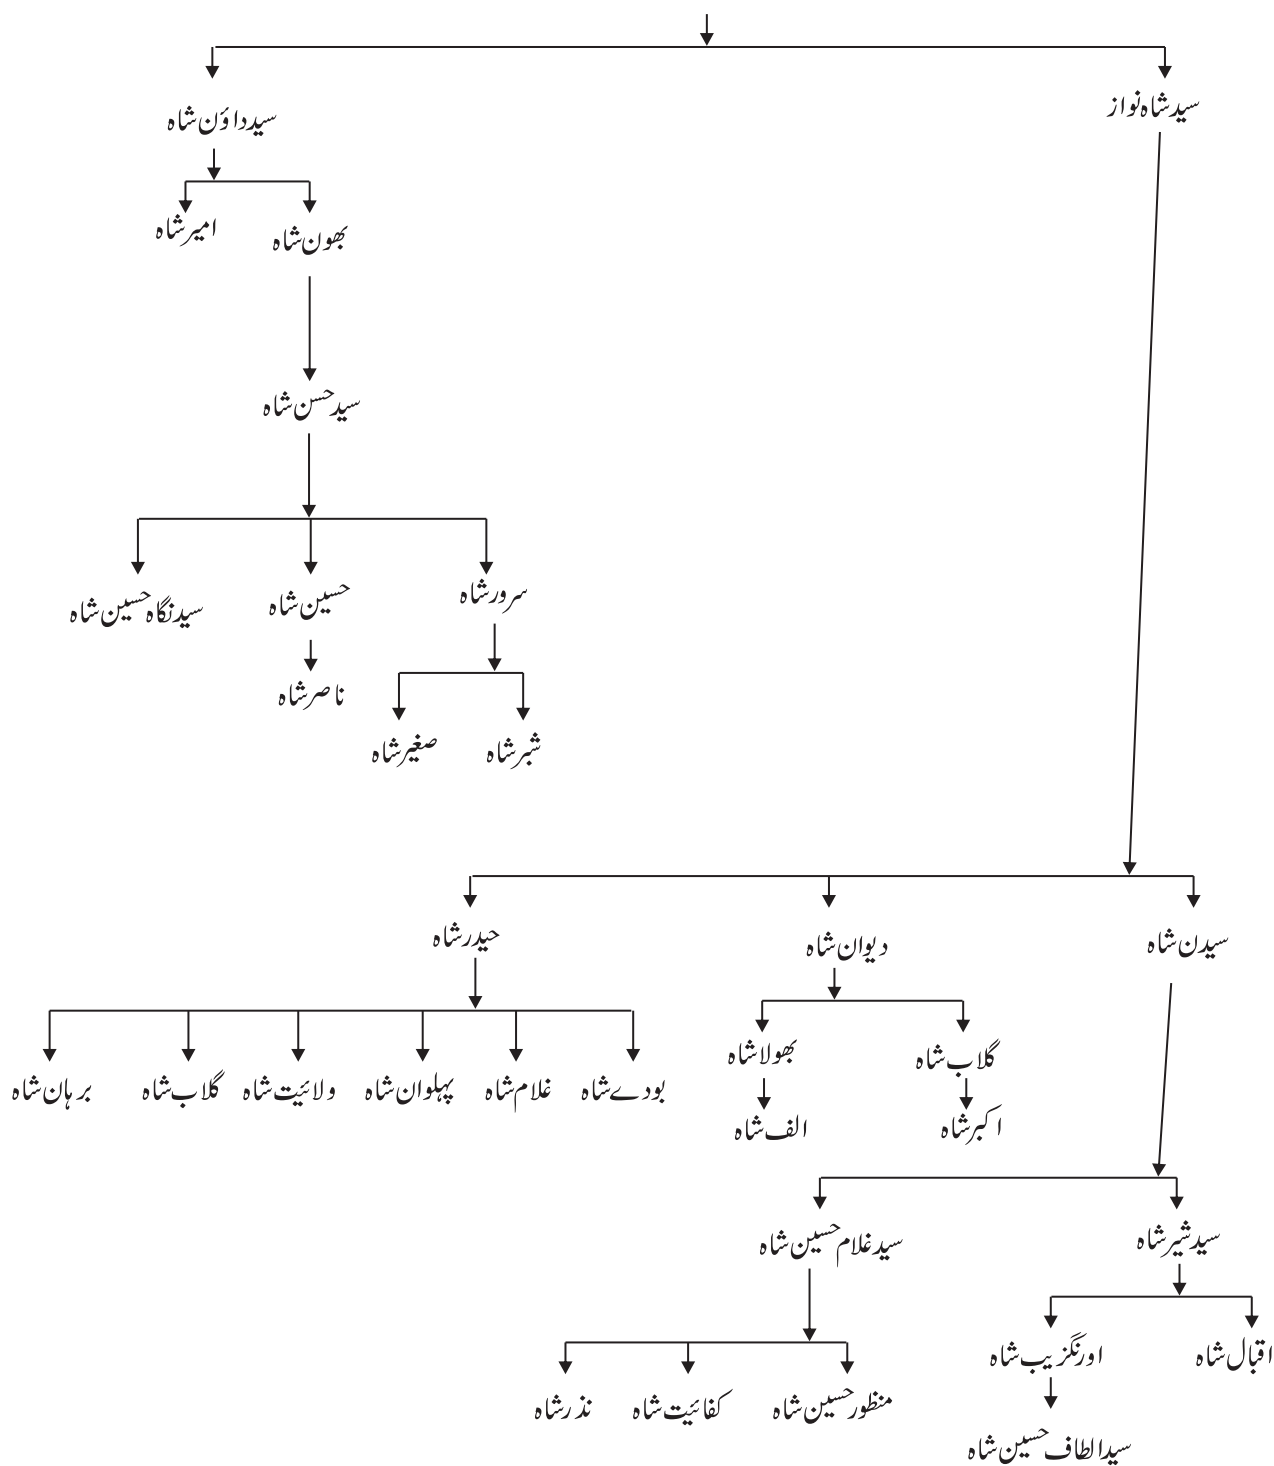 سید شاہ نواز
سید داؤن شاہ
بھون شاہ
امیر شاہ
سید حسن شاہ
سرور شاہ
حسین شاہ
سید نگاہ حسین شاہ
ناصر شاہ
شبر شاہ
صغیر شاہ
سیدن شاہ
دیوان شاہ
حیدر شاہ
گلاب شاہ
بھولا شاہ
بودے شاہ
غلام شاہ
پہلوان شاہ
ولائیت شاہ
گلاب شاہ
برہان شاہ
اکبر شاہ
الف شاہ
سید شیر شاہ
سید غلام حسین شاہ
اقبال شاہ
اورنگزیب شاہ
منظور حسین شاہ
کفائیت شاہ
نذر شاہ
سید الطاف حسین شاہ